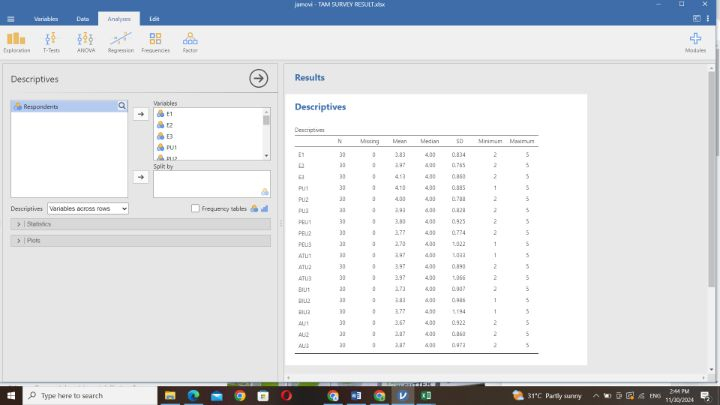 jamovi - TAM SURVEY RESULT.xlsx
Variables Data Analyses Edit
Exploration T-Tests ANOVA Regression Frequencies Factor Modules
Descriptives
Respondents
Variables
E1
E2
E3
PU1
PU2
Split by
Descriptives Variables across rows Frequency tables
Statistics
Plots
Results
Descriptives
Descriptives
N Missing Mean Median SD Minimum Maximum
E1 30 0 3.83 4.00 0.834 2 5
E2 30 0 3.97 4.00 0.765 2 5
E3 30 0 4.13 4.00 0.860 2 5
PU1 30 0 4.10 4.00 0.885 1 5
PU2 30 0 4.00 4.00 0.788 2 5
PU3 30 0 3.93 4.00 0.828 2 5
PEU1 30 0 3.80 4.00 0.925 2 5
PEU2 30 0 3.77 4.00 0.774 2 5
PEU3 30 0 3.70 4.00 1.022 1 5
ATU1 30 0 3.97 4.00 1.033 1 5
ATU2 30 0 3.97 4.00 0.890 2 5
ATU3 30 0 3.97 4.00 1.066 2 5
BIU1 30 0 3.73 4.00 0.907 2 5
BIU2 30 0 3.83 4.00 0.986 1 5
BIU3 30 0 3.77 4.00 1.194 1 5
AU1 30 0 3.67 4.00 0.922 2 5
AU2 30 0 3.87 4.00 0.860 2 5
AU3 30 0 3.87 4.00 0.973 2 5
Type here to search
31°C Partly sunny
ENG
2:44 PM
11/30/2024